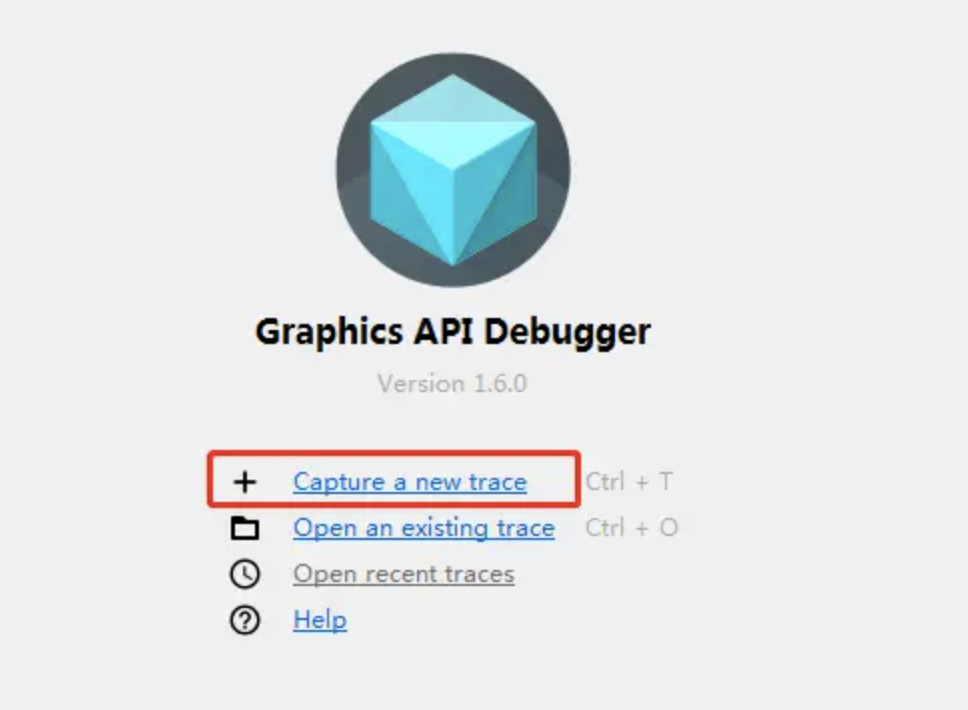 Graphics API Debugger
Version 1.6.0
Capture a new trace Ctrl + T
Open an existing trace Ctrl + O
Open recent traces
Help